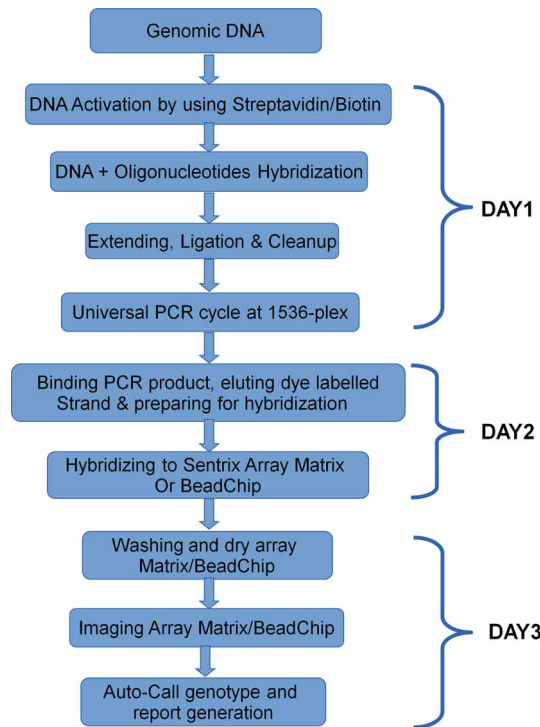 Genomic DNA
DNA Activation by using Streptavidin/Biotin
DNA + Oligonucleotides Hybridization
Extending, Ligation & Cleanup
Universal PCR cycle at 1536-plex
DAY1
Binding PCR product, eluting dye labelled
Strand & preparing for hybridization
Hybridizing to Sentrix Array Matrix
Or BeadChip
DAY2
Washing and dry array
Matrix/BeadChip
Imaging Array Matrix/BeadChip
Auto-Call genotype and
report generation
DAY3